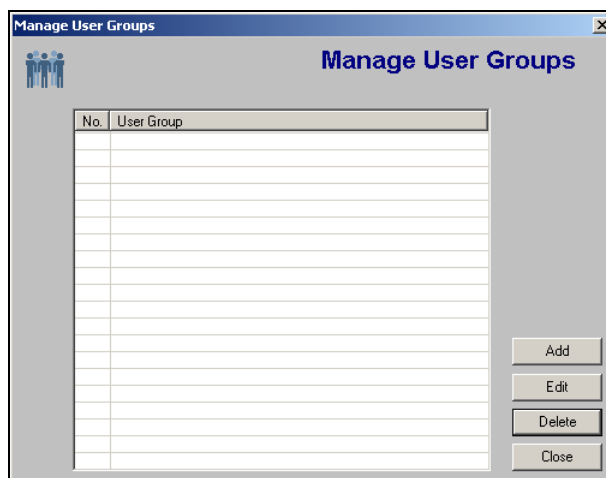 Manage User Groups
Manage User Groups
No. User Group
Add
Edit
Delete
Close